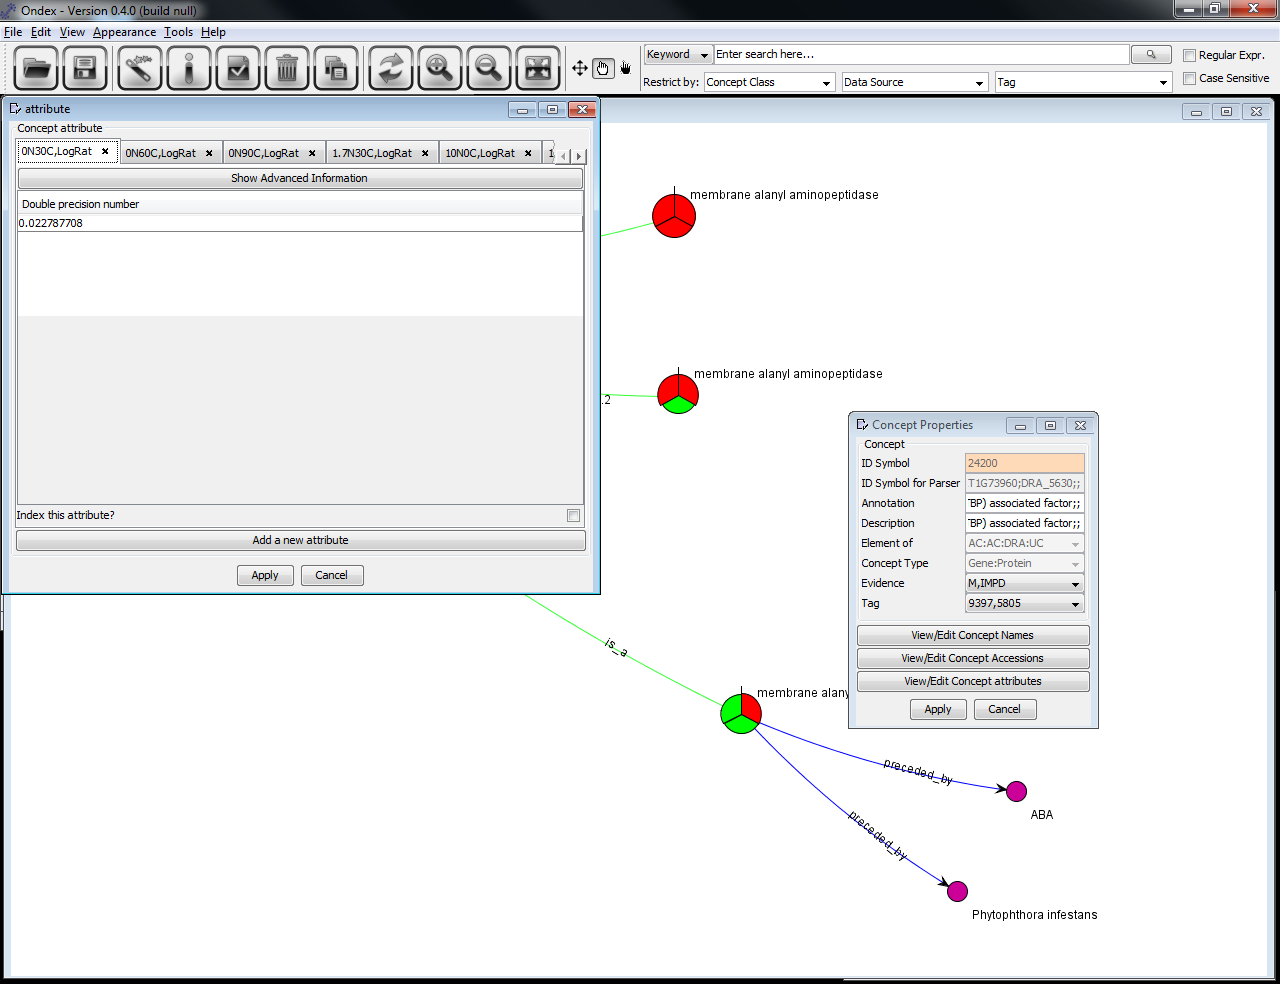 Ondex - Version 0.4.0 (build null)
File Edit View Appearance Tools Help
Keyword Enter search here... Regular Expr.
Restrict by: Concept Class Data Source Tag Case Sensitive
attribute
Concept attribute
0N30C,LogRat 0N60C,LogRat 0N90C,LogRat 1.7N30C,LogRat 10N0C,LogRat 1
Show Advanced Information
Double precision number
0.022787708
Index this attribute?
Add a new attribute
Apply Cancel
membrane alanyl aminopeptidase
membrane alanyl aminopeptidase
.2
Concept Properties
Concept
ID Symbol 24200
ID Symbol for Parser T1G73960;DRA_5630;;
Annotation BP) associated factor;;
Description BP) associated factor;;
Element of AC:AC:DRA:UC
Concept Type Gene:Protein
Evidence M,IMPD
Tag 9397,5805
View/Edit Concept Names
View/Edit Concept Accessions
View/Edit Concept attributes
Apply Cancel
is_a
membrane alany
preceded_by
ABA
preceded_by
Phytophthora infestans